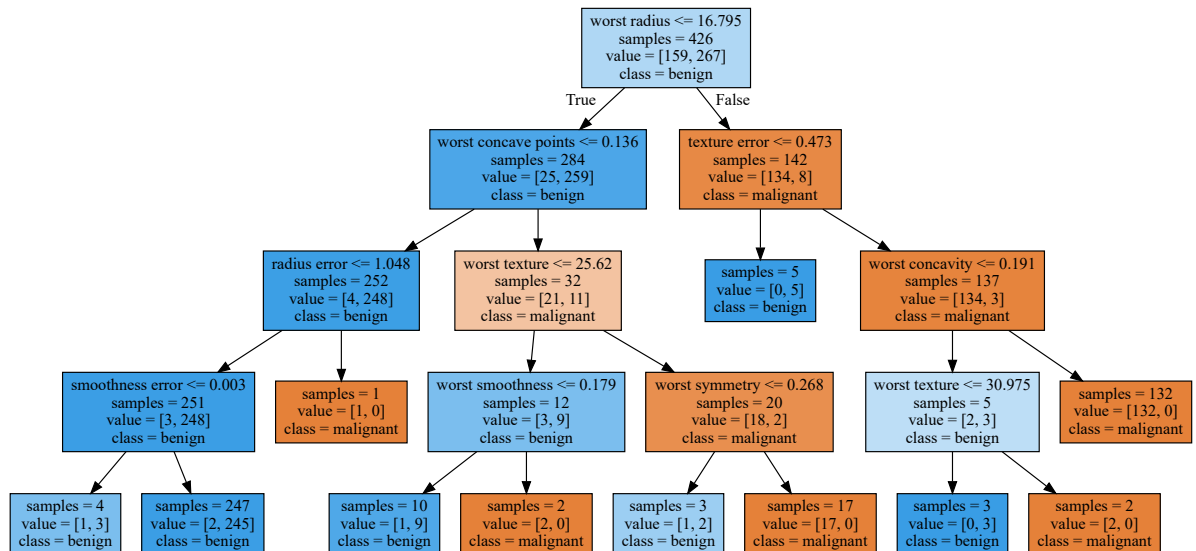 worst radius <= 16.795
samples = 426
value = [159, 267]
class = benign
True
False
worst concave points <= 0.136
samples = 284
value = [25, 259]
class = benign
texture error <= 0.473
samples = 142
value = [134, 8]
class = malignant
radius error <= 1.048
samples = 252
value = [4, 248]
class = benign
worst texture <= 25.62
samples = 32
value = [21, 11]
class = malignant
samples = 5
value = [0, 5]
class = benign
worst concavity <= 0.191
samples = 137
value = [134, 3]
class = malignant
smoothness error <= 0.003
samples = 251
value = [3, 248]
class = benign
samples = 1
value = [1, 0]
class = malignant
worst smoothness <= 0.179
samples = 12
value = [3, 9]
class = benign
worst symmetry <= 0.268
samples = 20
value = [18, 2]
class = malignant
worst texture <= 30.975
samples = 5
value = [2, 3]
class = benign
samples = 132
value = [132, 0]
class = malignant
samples = 4
value = [1, 3]
class = benign
samples = 247
value = [2, 245]
class = benign
samples = 10
value = [1, 9]
class = benign
samples = 2
value = [2, 0]
class = malignant
samples = 3
value = [1, 2]
class = benign
samples = 17
value = [17, 0]
class = malignant
samples = 3
value = [0, 3]
class = benign
samples = 2
value = [2, 0]
class = malignant